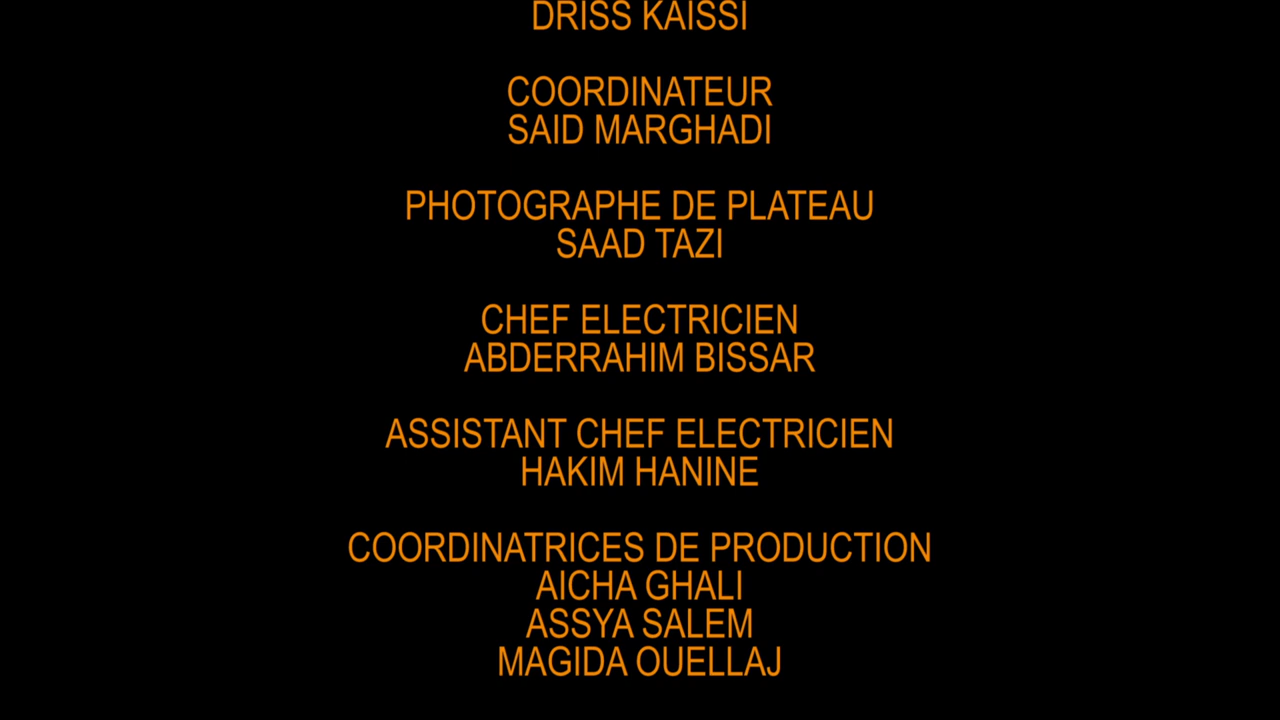 DRISS KAISSI
COORDINATEUR
SAID MARGHADI
PHOTOGRAPHE DE PLATEAU
SAAD TAZI
CHEF ELECTRICIEN
ABDERRAHIM BISSAR
ASSISTANT CHEF ELECTRICIEN
HAKIM HANINE
COORDINATRICES DE PRODUCTION
AICHA GHALI
ASSYA SALEM
MAGIDA OUELLAJ